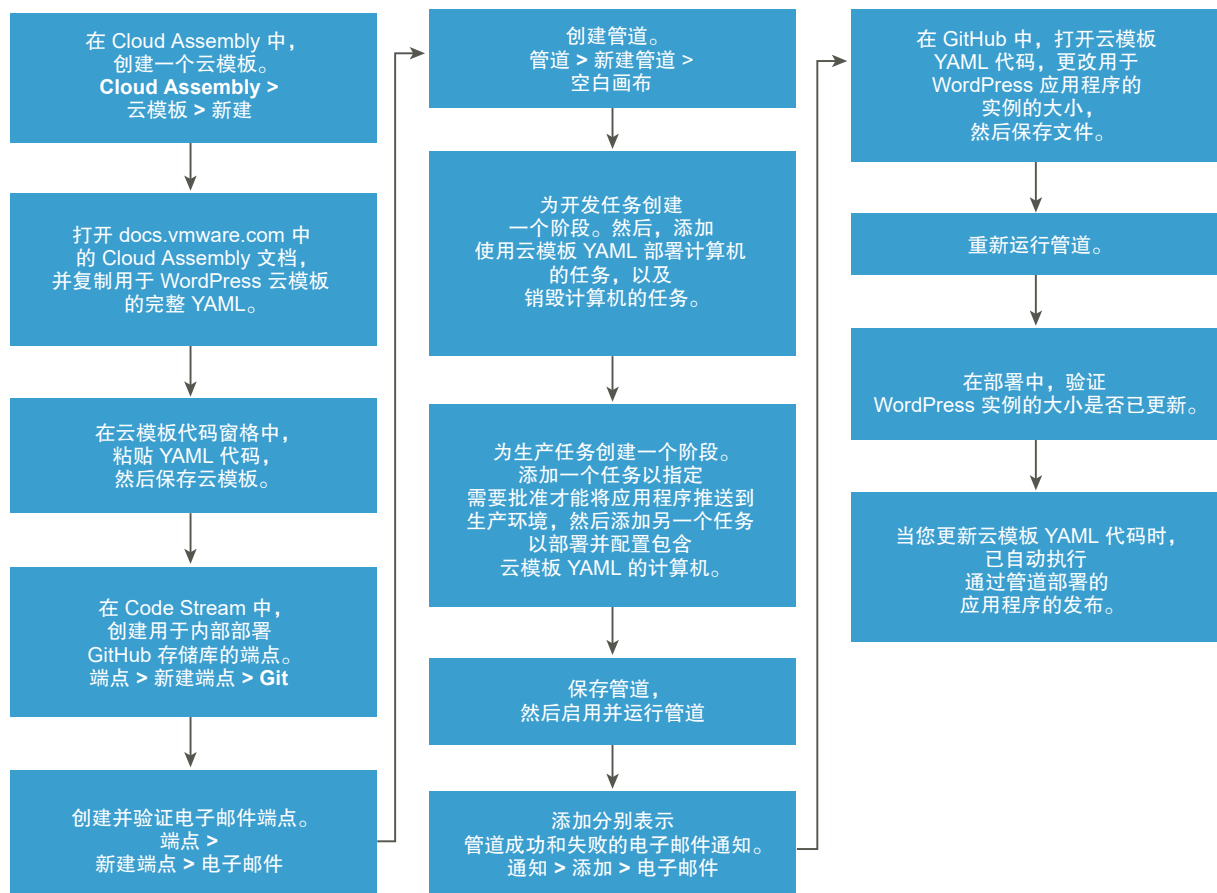 在 Cloud Assembly 中，
创建一个云模板。
Cloud Assembly >
云模板 > 新建
打开 docs.vmware.com 中
的 Cloud Assembly 文档，
并复制用于 WordPress 云模板
的完整 YAML。
在云模板代码窗格中，
粘贴 YAML 代码，
然后保存云模板。
在 Code Stream 中，
创建用于内部部署
GitHub 存储库的端点。
端点 > 新建端点 > Git
创建并验证电子邮件端点。
端点 >
新建端点 > 电子邮件
创建管道。
管道 > 新建管道 >
空白画布
为开发任务创建
一个阶段。然后，添加
使用云模板 YAML 部署计算机
的任务，以及
销毁计算机的任务。
为生产任务创建一个阶段。
添加一个任务以指定
需要批准才能将应用程序推送到
生产环境，然后添加另一个任务
以部署并配置包含
云模板 YAML 的计算机。
保存管道，
然后启用并运行管道
添加分别表示
管道成功和失败的电子邮件通知。
通知 > 添加 > 电子邮件
在 GitHub 中，打开云模板
YAML 代码，更改用于
WordPress 应用程序的
实例的大小，
然后保存文件。
重新运行管道。
在部署中，验证
WordPress 实例的大小是否已更新。
当您更新云模板 YAML 代码时，
已自动执行
通过管道部署的
应用程序的发布。